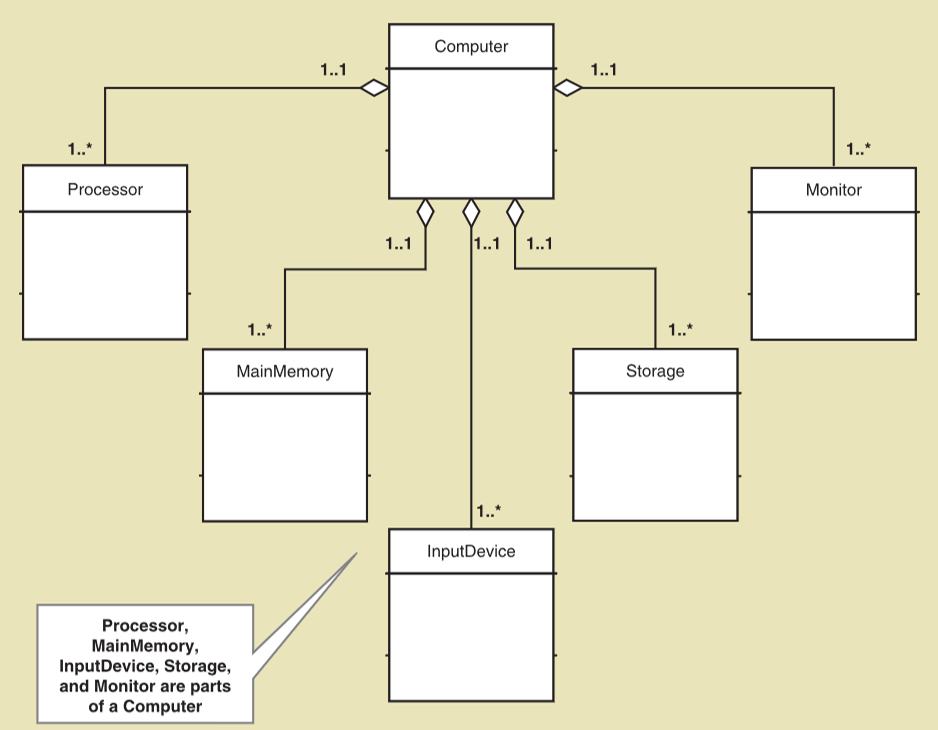 Computer
1..1
1..1
1..*
1..*
Processor
Monitor
1..1
1..1
1..1
1..*
1..*
MainMemory
Storage
1..*
InputDevice
Processor,
MainMemory,
InputDevice, Storage,
and Monitor are parts
of a Computer